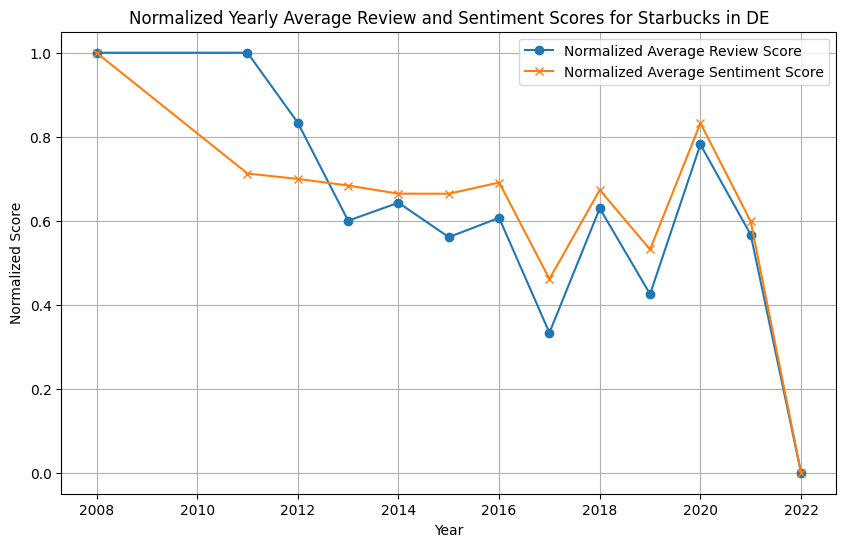 Normalized Yearly Average Review and Sentiment Scores for Starbucks in DE
Normalized Average Review Score
Normalized Average Sentiment Score
Normalized Score
1.0
0.8
0.6
0.4
0.2
0.0
2008 2010 2012 2014 2016 2018 2020 2022
Year